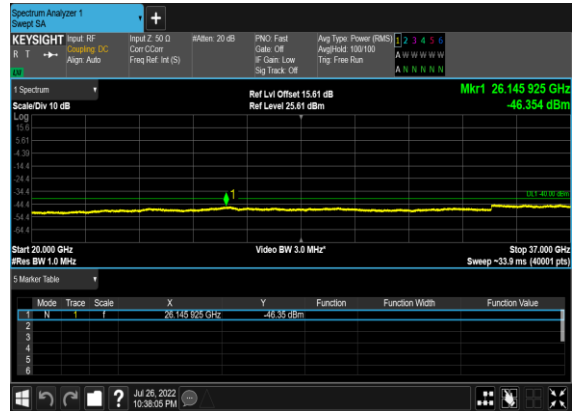 Spectrum Analyzer 1
Swept SA
KEYSIGHT Input: RF Input Z: 50 Ω #Atten: 20 dB PNO: Fast Avg Type: Power (RMS) 1 2 3 4 5 6
R T Coupling: DC Corr CCorr Gate: Off Avg|Hold: 100/100 A W W W W W
Align: Auto Freq Ref: Int (S) IF Gain: Low Trig: Free Run
LW Sig Track: Off A N N N N N
1 Spectrum Ref Lvl Offset 15.61 dB Mkr1 26.145 925 GHz
Scale/Div 10 dB Ref Level 25.61 dBm -46.354 dBm
Log
15.6
5.61
-4.39
-14.4
-24.4
-34.4 1 DL1 -40.00 dBm
-44.4
-54.4
-64.4
Start 20.000 GHz Video BW 3.0 MHz* Stop 37.000 GHz
#Res BW 1.0 MHz Sweep ~33.9 ms (40001 pts)
5 Marker Table
Mode Trace Scale X Y Function Function Width Function Value
1 N 1 f 26.145 925 GHz -46.35 dBm
2
3
4
5
6
? Jul 26, 2022
10:38:05 PM